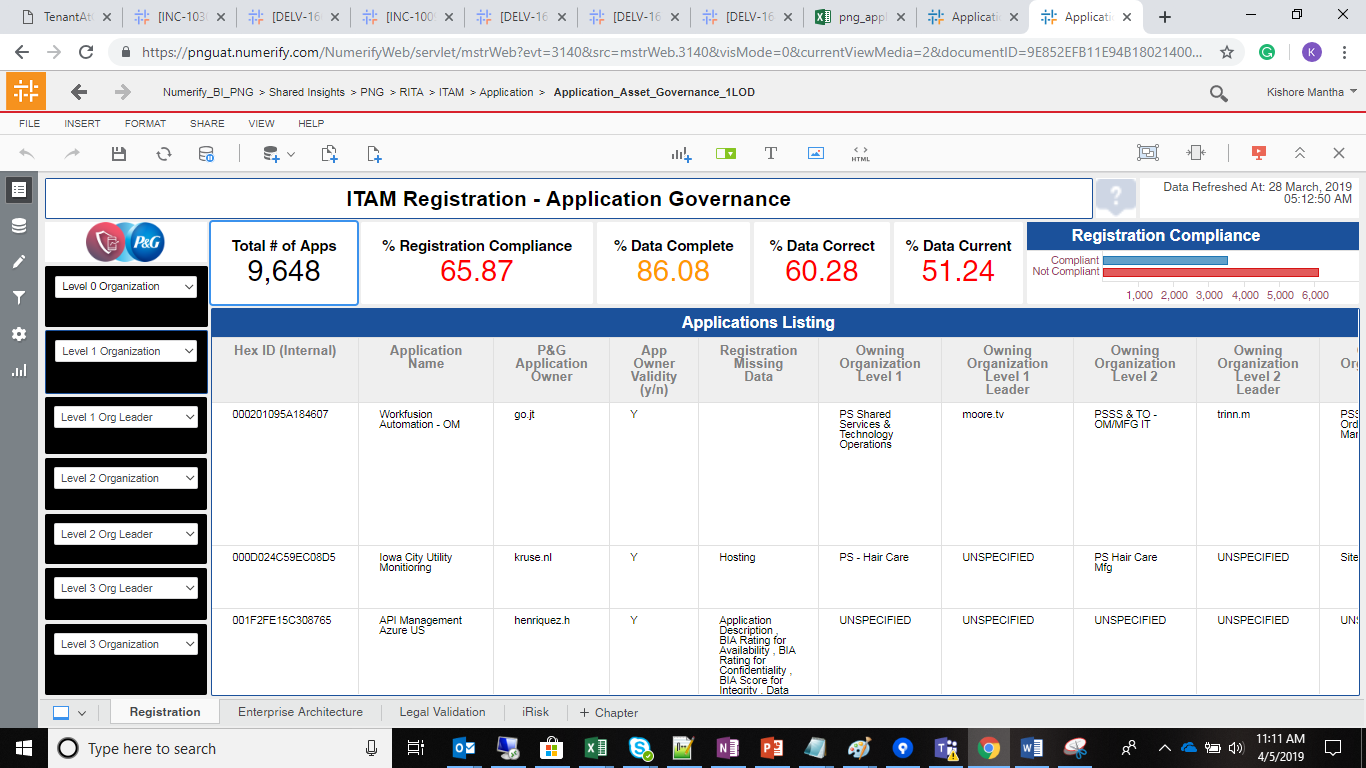 TenantAt
[INC-103
[DELV-16
[INC-100
[DELV-16
[DELV-16
[DELV-16
png_appl
Applicati
Applicati
https://pnguat.numerify.com/NumerifyWeb/servlet/mstrWeb?evt=3140&src=mstrWeb.3140&visMode=0&currentViewMedia=2&documentID=9E852EFB11E94B18021400...
K
Numerify_BI_PNG > Shared Insights > PNG > RITA > ITAM > Application > Application_Asset_Governance_1LOD
Kishore Mantha
FILE INSERT FORMAT SHARE VIEW HELP
HTML
ITAM Registration - Application Governance
?
Data Refreshed At: 28 March, 2019
05:12:50 AM
P&G
Level 0 Organization
Level 1 Organization
Level 1 Org Leader
Level 2 Organization
Level 2 Org Leader
Level 3 Org Leader
Level 3 Organization
Total # of Apps
9,648
% Registration Compliance
65.87
% Data Complete
86.08
% Data Correct
60.28
% Data Current
51.24
Registration Compliance
Compliant
Not Compliant
1,000 2,000 3,000 4,000 5,000 6,000
Applications Listing
Hex ID (Internal)
Application
Name
P&G
Application
Owner
App
Owner
Validity
(y/n)
Registration
Missing
Data
Owning
Organization
Level 1
Owning
Organization
Level 1
Leader
Owning
Organization
Level 2
Owning
Organization
Level 2
Leader
000201095A184607
Workfusion
Automation - OM
go.jt
Y
PS Shared
Services &
Technology
Operations
moore.tv
PSSS & TO -
OM/MFG IT
trinn.m
PSS
Ord
Mar
000D024C59EC08D5
Iowa City Utility
Monitioring
kruse.nl
Y
Hosting
PS - Hair Care
UNSPECIFIED
PS Hair Care
Mfg
UNSPECIFIED
Site
001F2FE15C308765
API Management
Azure US
henriquez.h
Y
Application
Description ,
BIA Rating for
Availability , BIA
Rating for
Confidentiality ,
BIA Score for
Integrity , Data
UNSPECIFIED
UNSPECIFIED
UNSPECIFIED
UNSPECIFIED
UNS
Registration
Enterprise Architecture
Legal Validation
iRisk
+ Chapter
Type here to search
11:11 AM
4/5/2019